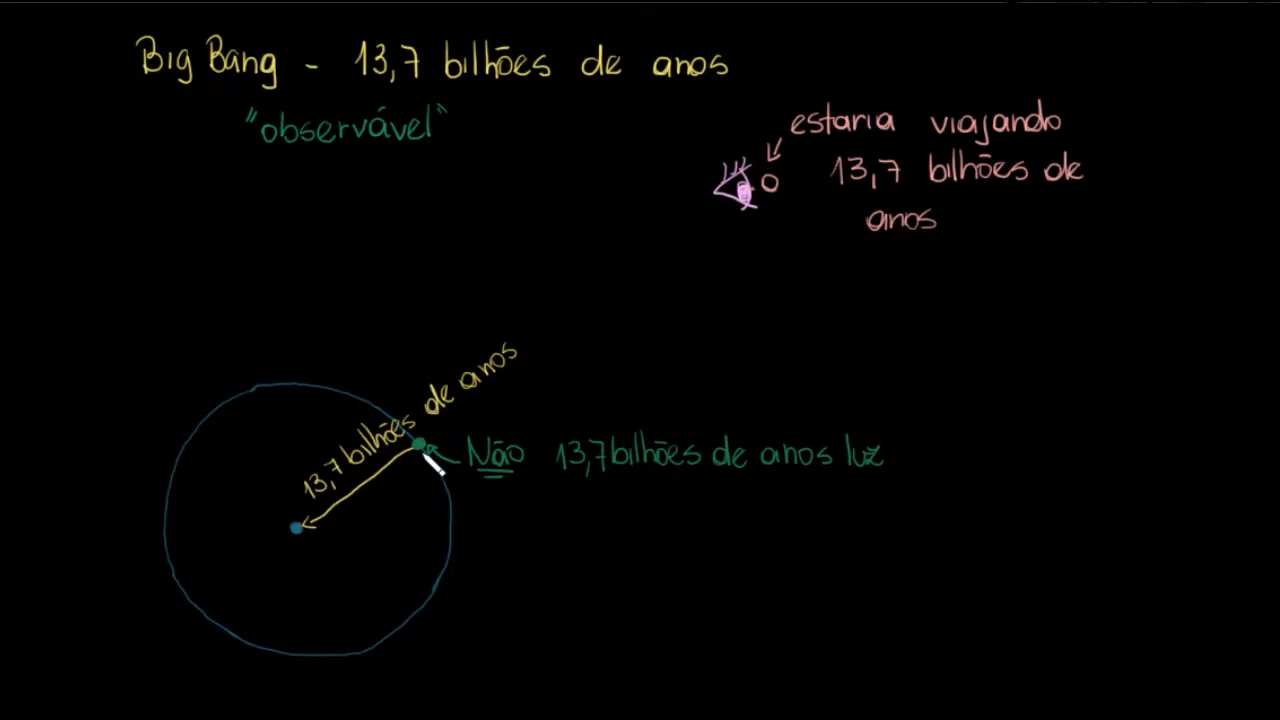 Big Bang - 13,7 bilhões de anos
"observável"
estaria viajando
13,7 bilhões de
anos
13,7 bilhões de anos
Não 13,7 bilhões de anos luz